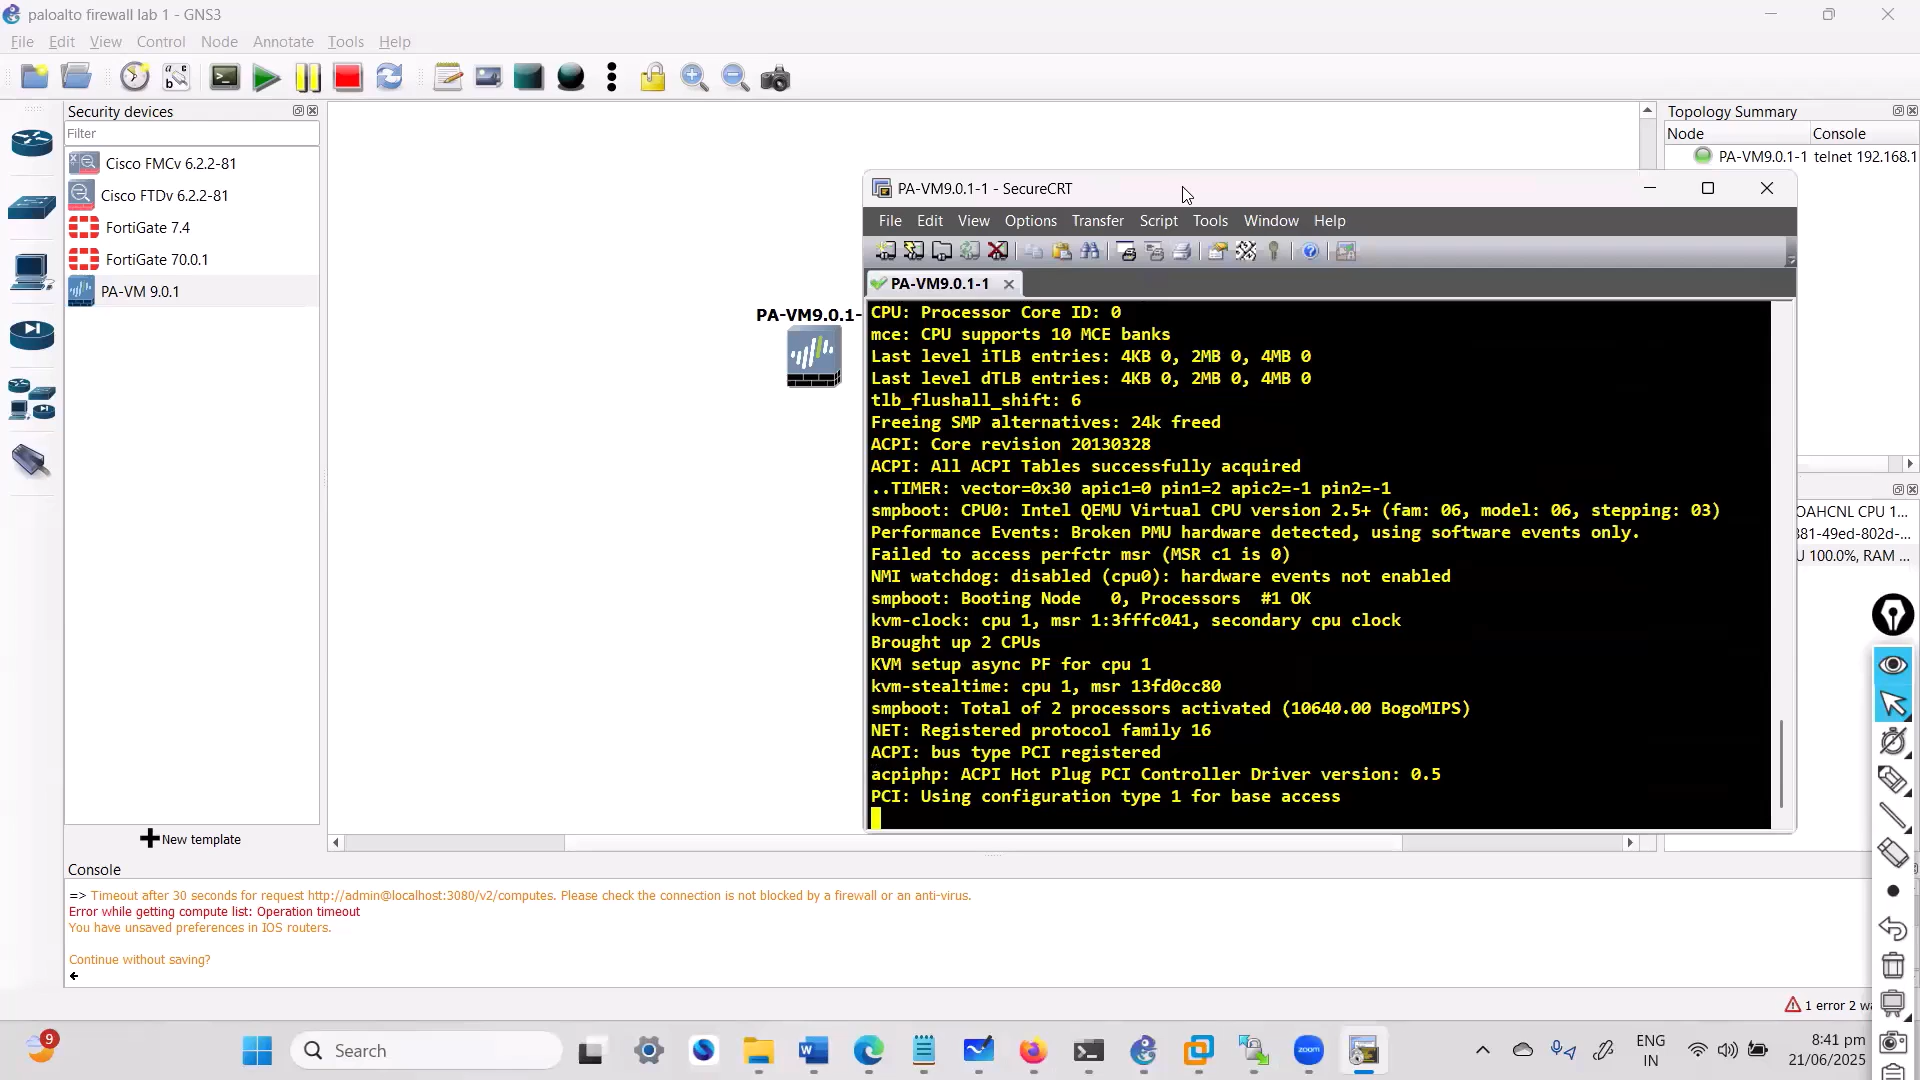 paloalto firewall lab 1 - GNS3
File Edit View Control Node Annotate Tools Help
Security devices
Filter
Cisco FMCv 6.2.2-81
Cisco FTDv 6.2.2-81
FortiGate 7.4
FortiGate 70.0.1
PA-VM 9.0.1
New template
PA-VM9.0.1-
Topology Summary
Node Console
PA-VM9.0.1-1 telnet 192.168.1
OAHCNL CPU 1...
381-49ed-802d-...
U 100.0%, RAM ...
PA-VM9.0.1-1 - SecureCRT
File Edit View Options Transfer Script Tools Window Help
PA-VM9.0.1-1
CPU: Processor Core ID: 0
mce: CPU supports 10 MCE banks
Last level iTLB entries: 4KB 0, 2MB 0, 4MB 0
Last level dTLB entries: 4KB 0, 2MB 0, 4MB 0
tlb_flushall_shift: 6
Freeing SMP alternatives: 24k freed
ACPI: Core revision 20130328
ACPI: All ACPI Tables successfully acquired
..TIMER: vector=0x30 apic1=0 pin1=2 apic2=-1 pin2=-1
smpboot: CPU0: Intel QEMU Virtual CPU version 2.5+ (fam: 06, model: 06, stepping: 03)
Performance Events: Broken PMU hardware detected, using software events only.
Failed to access perfctr msr (MSR c1 is 0)
NMI watchdog: disabled (cpu0): hardware events not enabled
smpboot: Booting Node   0, Processors  #1 OK
kvm-clock: cpu 1, msr 1:3fffc041, secondary cpu clock
Brought up 2 CPUs
KVM setup async PF for cpu 1
kvm-stealtime: cpu 1, msr 13fd0cc80
smpboot: Total of 2 processors activated (10640.00 BogoMIPS)
NET: Registered protocol family 16
ACPI: bus type PCI registered
acpiphp: ACPI Hot Plug PCI Controller Driver version: 0.5
PCI: Using configuration type 1 for base access
Console
=> Timeout after 30 seconds for request http://admin@localhost:3080/v2/computes. Please check the connection is not blocked by a firewall or an anti-virus.
Error while getting compute list: Operation timeout
You have unsaved preferences in IOS routers.
Continue without saving?
1 error 2 wa
9
Search
zoom
ENG
IN
8:41 pm
21/06/2025